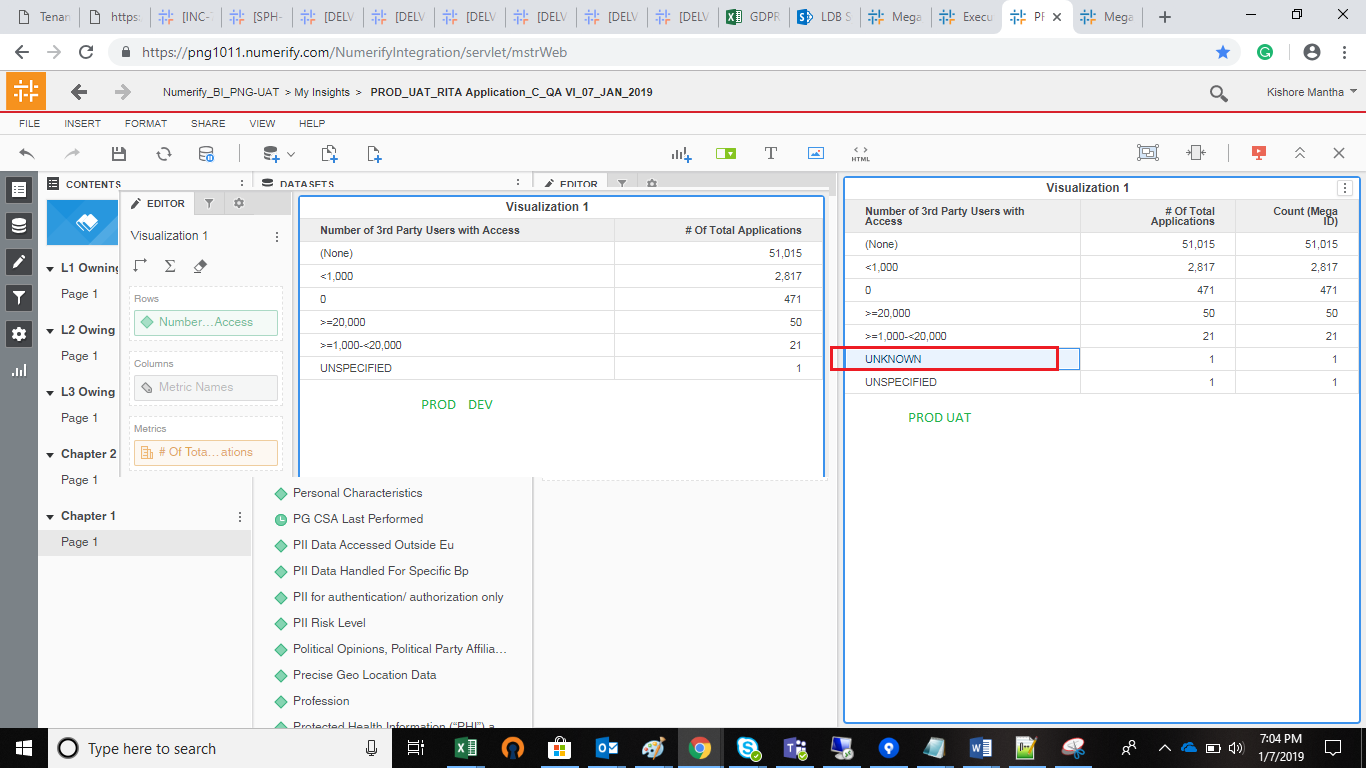 Tenan
https:
[INC-
[SPH-
[DELV
[DELV
[DELV
[DELV
[DELV
[DELV
GDPR
LDB S
Mega
Execu
Mega
https://png1011.numerify.com/NumerifyIntegration/servlet/mstrWeb
Numerify_BI_PNG-UAT > My Insights > PROD_UAT_RITA Application_C_QA VI_07_JAN_2019
Kishore Mantha
FILE INSERT FORMAT SHARE VIEW HELP
HTML
CONTENTS
DATASETS
EDITOR
L1 Owning
Page 1
L2 Owing
Page 1
L3 Owing
Page 1
Chapter 2
Page 1
Chapter 1
Page 1
EDITOR
Visualization 1
Rows
Number...Access
Columns
Metric Names
Metrics
# Of Tota...ations
Visualization 1
Number of 3rd Party Users with Access # Of Total Applications
(None) 51,015
<1,000 2,817
0 471
>=20,000 50
>=1,000-<20,000 21
UNSPECIFIED 1
PROD DEV
Personal Characteristics
PG CSA Last Performed
PII Data Accessed Outside Eu
PII Data Handled For Specific Bp
PII for authentication/ authorization only
PII Risk Level
Political Opinions, Political Party Affilia...
Precise Geo Location Data
Profession
Protected Health Information ("PHI") a
Visualization 1
Number of 3rd Party Users with
Access
# Of Total
Applications
Count (Mega
ID)
(None) 51,015 51,015
<1,000 2,817 2,817
0 471 471
>=20,000 50 50
>=1,000-<20,000 21 21
UNKNOWN 1 1
UNSPECIFIED 1 1
PROD UAT
Type here to search
7:04 PM
1/7/2019